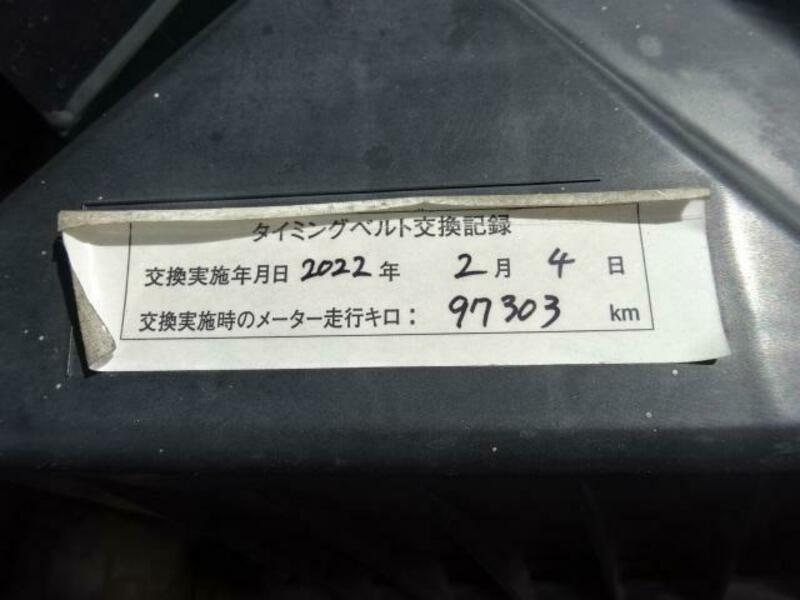 タイミングベルト交換記録
交換実施年月日 2022 年 2 月 4 日
交換実施時のメーター走行キロ： 97303 km